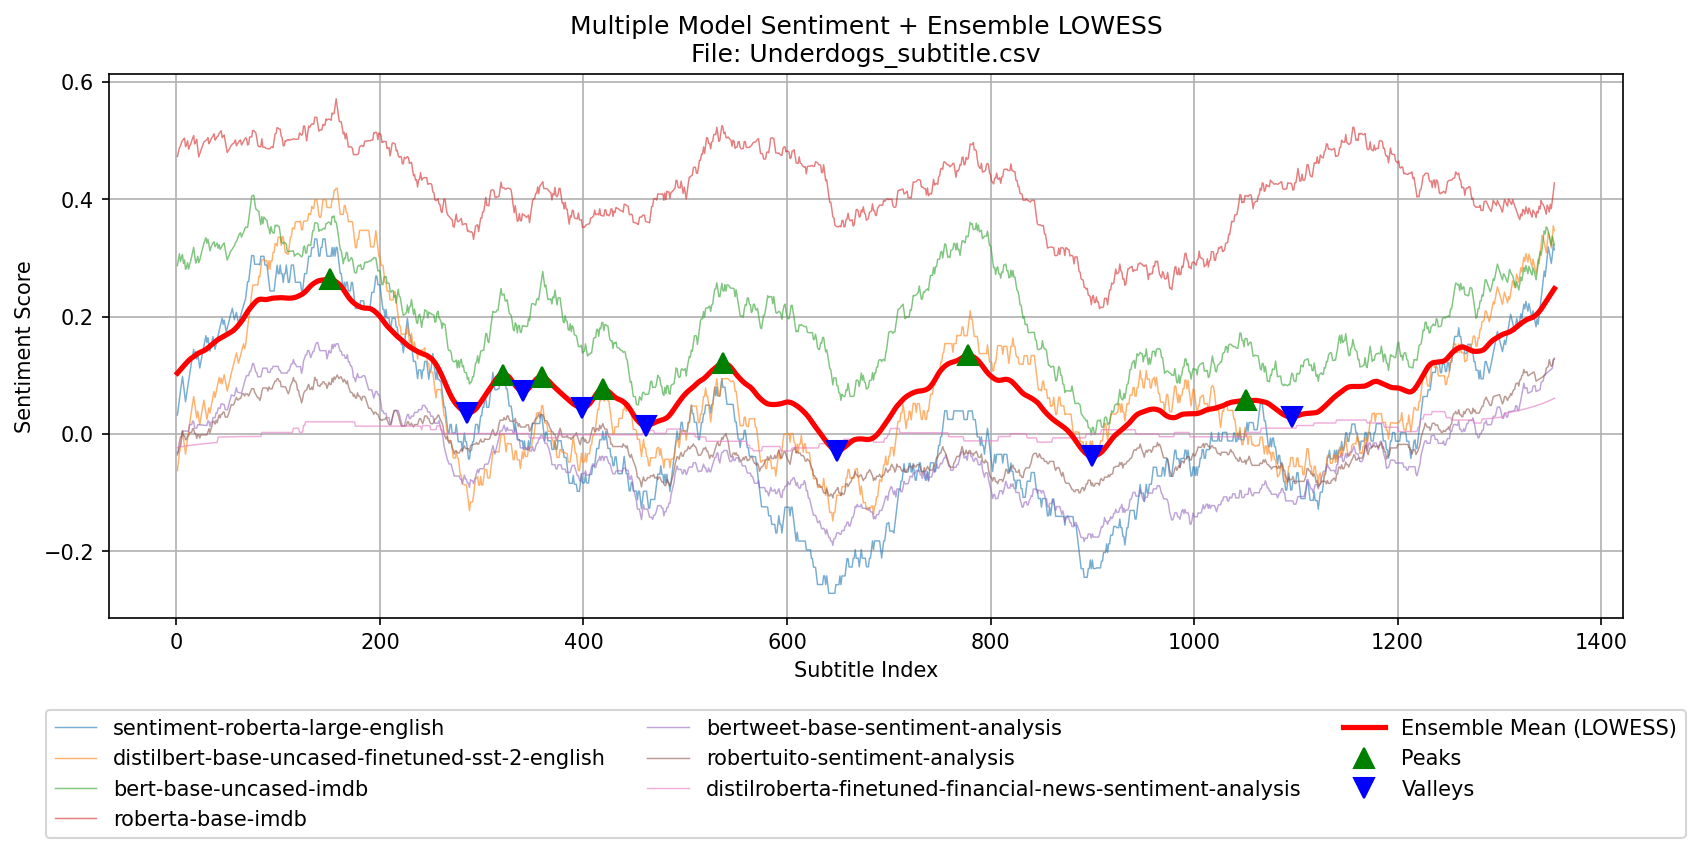 Multiple Model Sentiment + Ensemble LOWESS
File: Underdogs_subtitle.csv
Sentiment Score
0.6
0.4
0.2
0.0
−0.2
0
200
400
600
800
1000
1200
1400
Subtitle Index
sentiment-roberta-large-english
distilbert-base-uncased-finetuned-sst-2-english
bert-base-uncased-imdb
roberta-base-imdb
bertweet-base-sentiment-analysis
robertuito-sentiment-analysis
distilroberta-finetuned-financial-news-sentiment-analysis
Ensemble Mean (LOWESS)
Peaks
Valleys